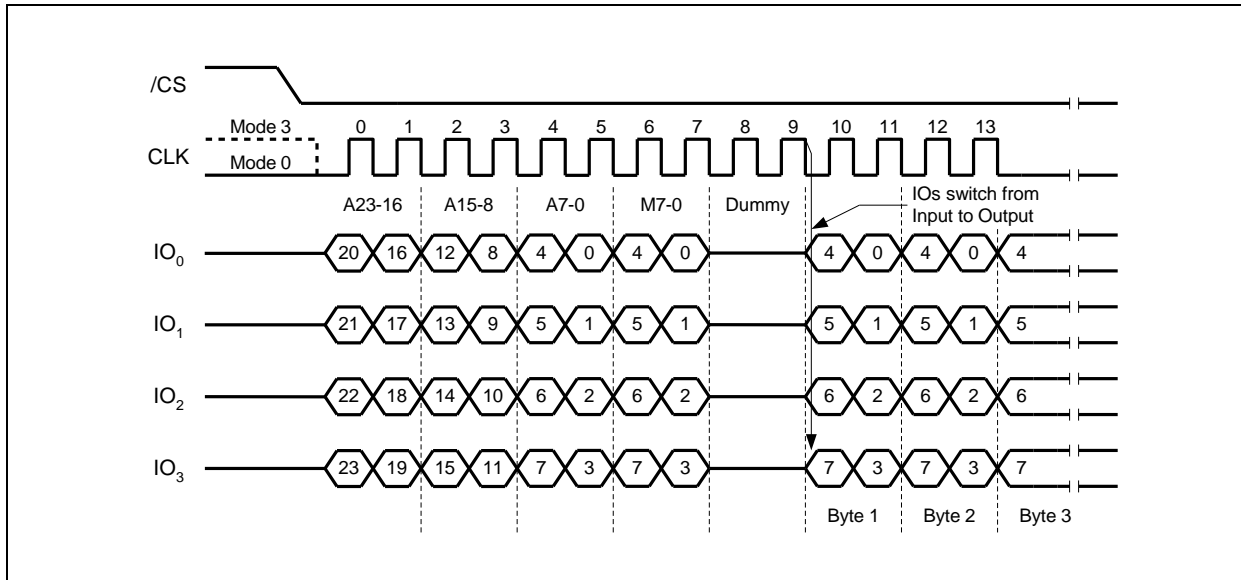 /CS
Mode 3 0 1 2 3 4 5 6 7 8 9 10 11 12 13
CLK
Mode 0
A23-16 A15-8 A7-0 M7-0 Dummy
IOs switch from
Input to Output
IO0 20 16 12 8 4 0 4 0 4 0 4 0 4
IO1 21 17 13 9 5 1 5 1 5 1 5 1 5
IO2 22 18 14 10 6 2 6 2 6 2 6 2 6
IO3 23 19 15 11 7 3 7 3 7 3 7 3 7
Byte 1 Byte 2 Byte 3